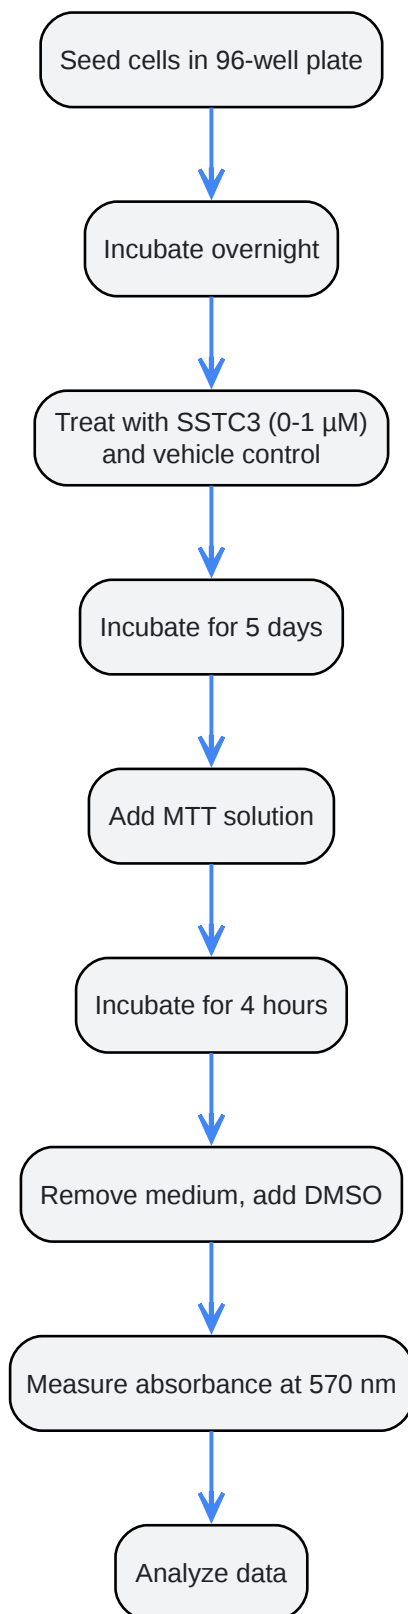 Seed cells in 96-well plate
Incubate overnight
Treat with SSTC3 (0-1 µM)
and vehicle control
Incubate for 5 days
Add MTT solution
Incubate for 4 hours
Remove medium, add DMSO
Measure absorbance at 570 nm
Analyze data